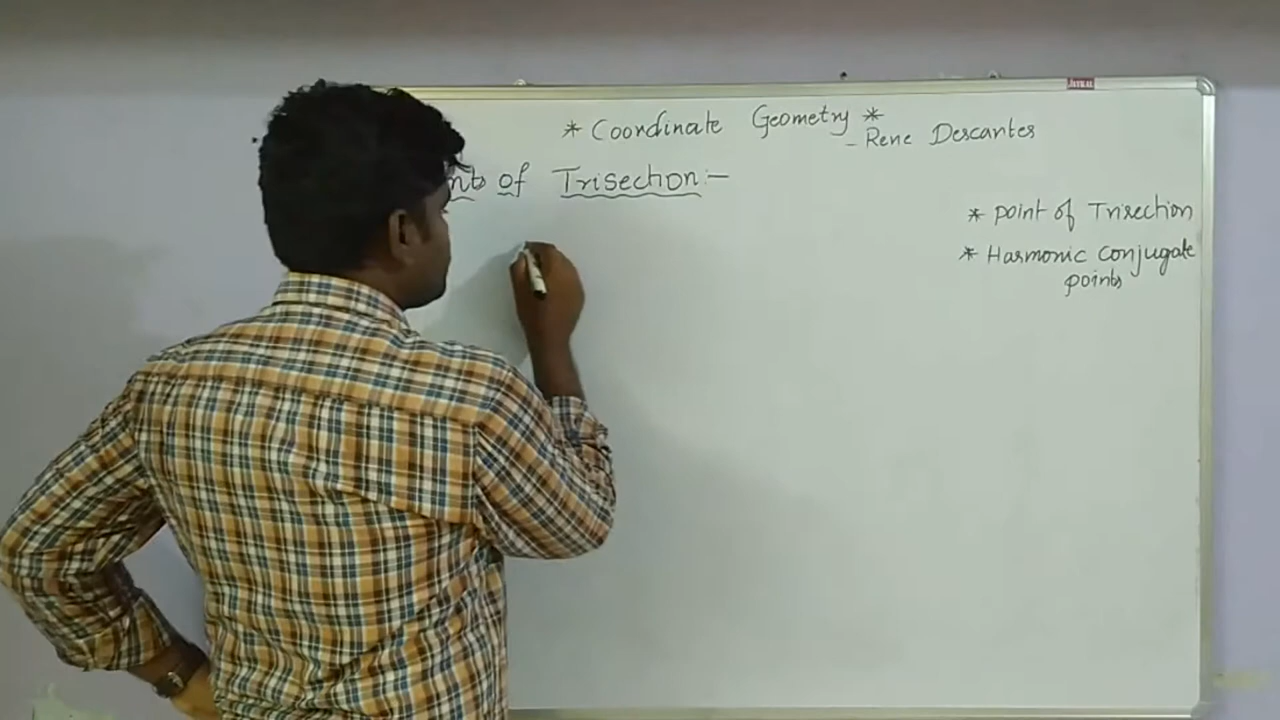 * Coordinate Geometry *
- Rene Descartes
of Trisection:-
* point of Trisection
* Harmonic conjugate
points